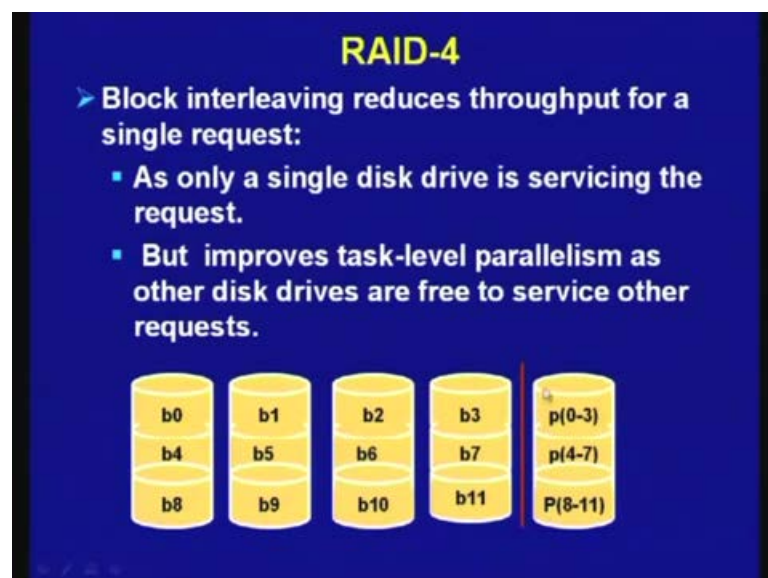 RAID-4
➢ Block interleaving reduces throughput for a
single request:
▪ As only a single disk drive is servicing the
request.
▪ But improves task-level parallelism as
other disk drives are free to service other
requests.
b0 b1 b2 b3 p(0-3)
b4 b5 b6 b7 p(4-7)
b8 b9 b10 b11 P(8-11)